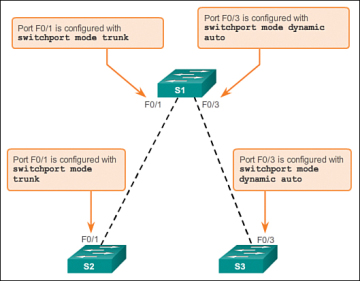 Port F0/1 is configured with
switchport mode trunk
Port F0/3 is configured with
switchport mode dynamic
auto
S1
F0/1
F0/3
Port F0/1 is configured with
switchport mode
trunk
Port F0/3 is configured with
switchport mode
dynamic auto
F0/1
F0/3
S2
S3